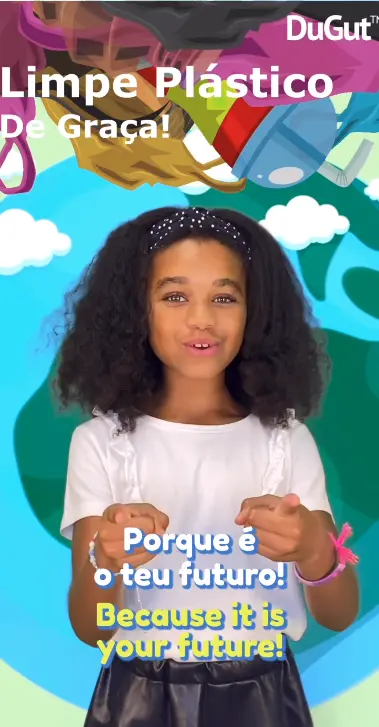 DuGut™
Limpe Plástico
De Graça!
Porque é
o teu futuro!
Because it is
your future!